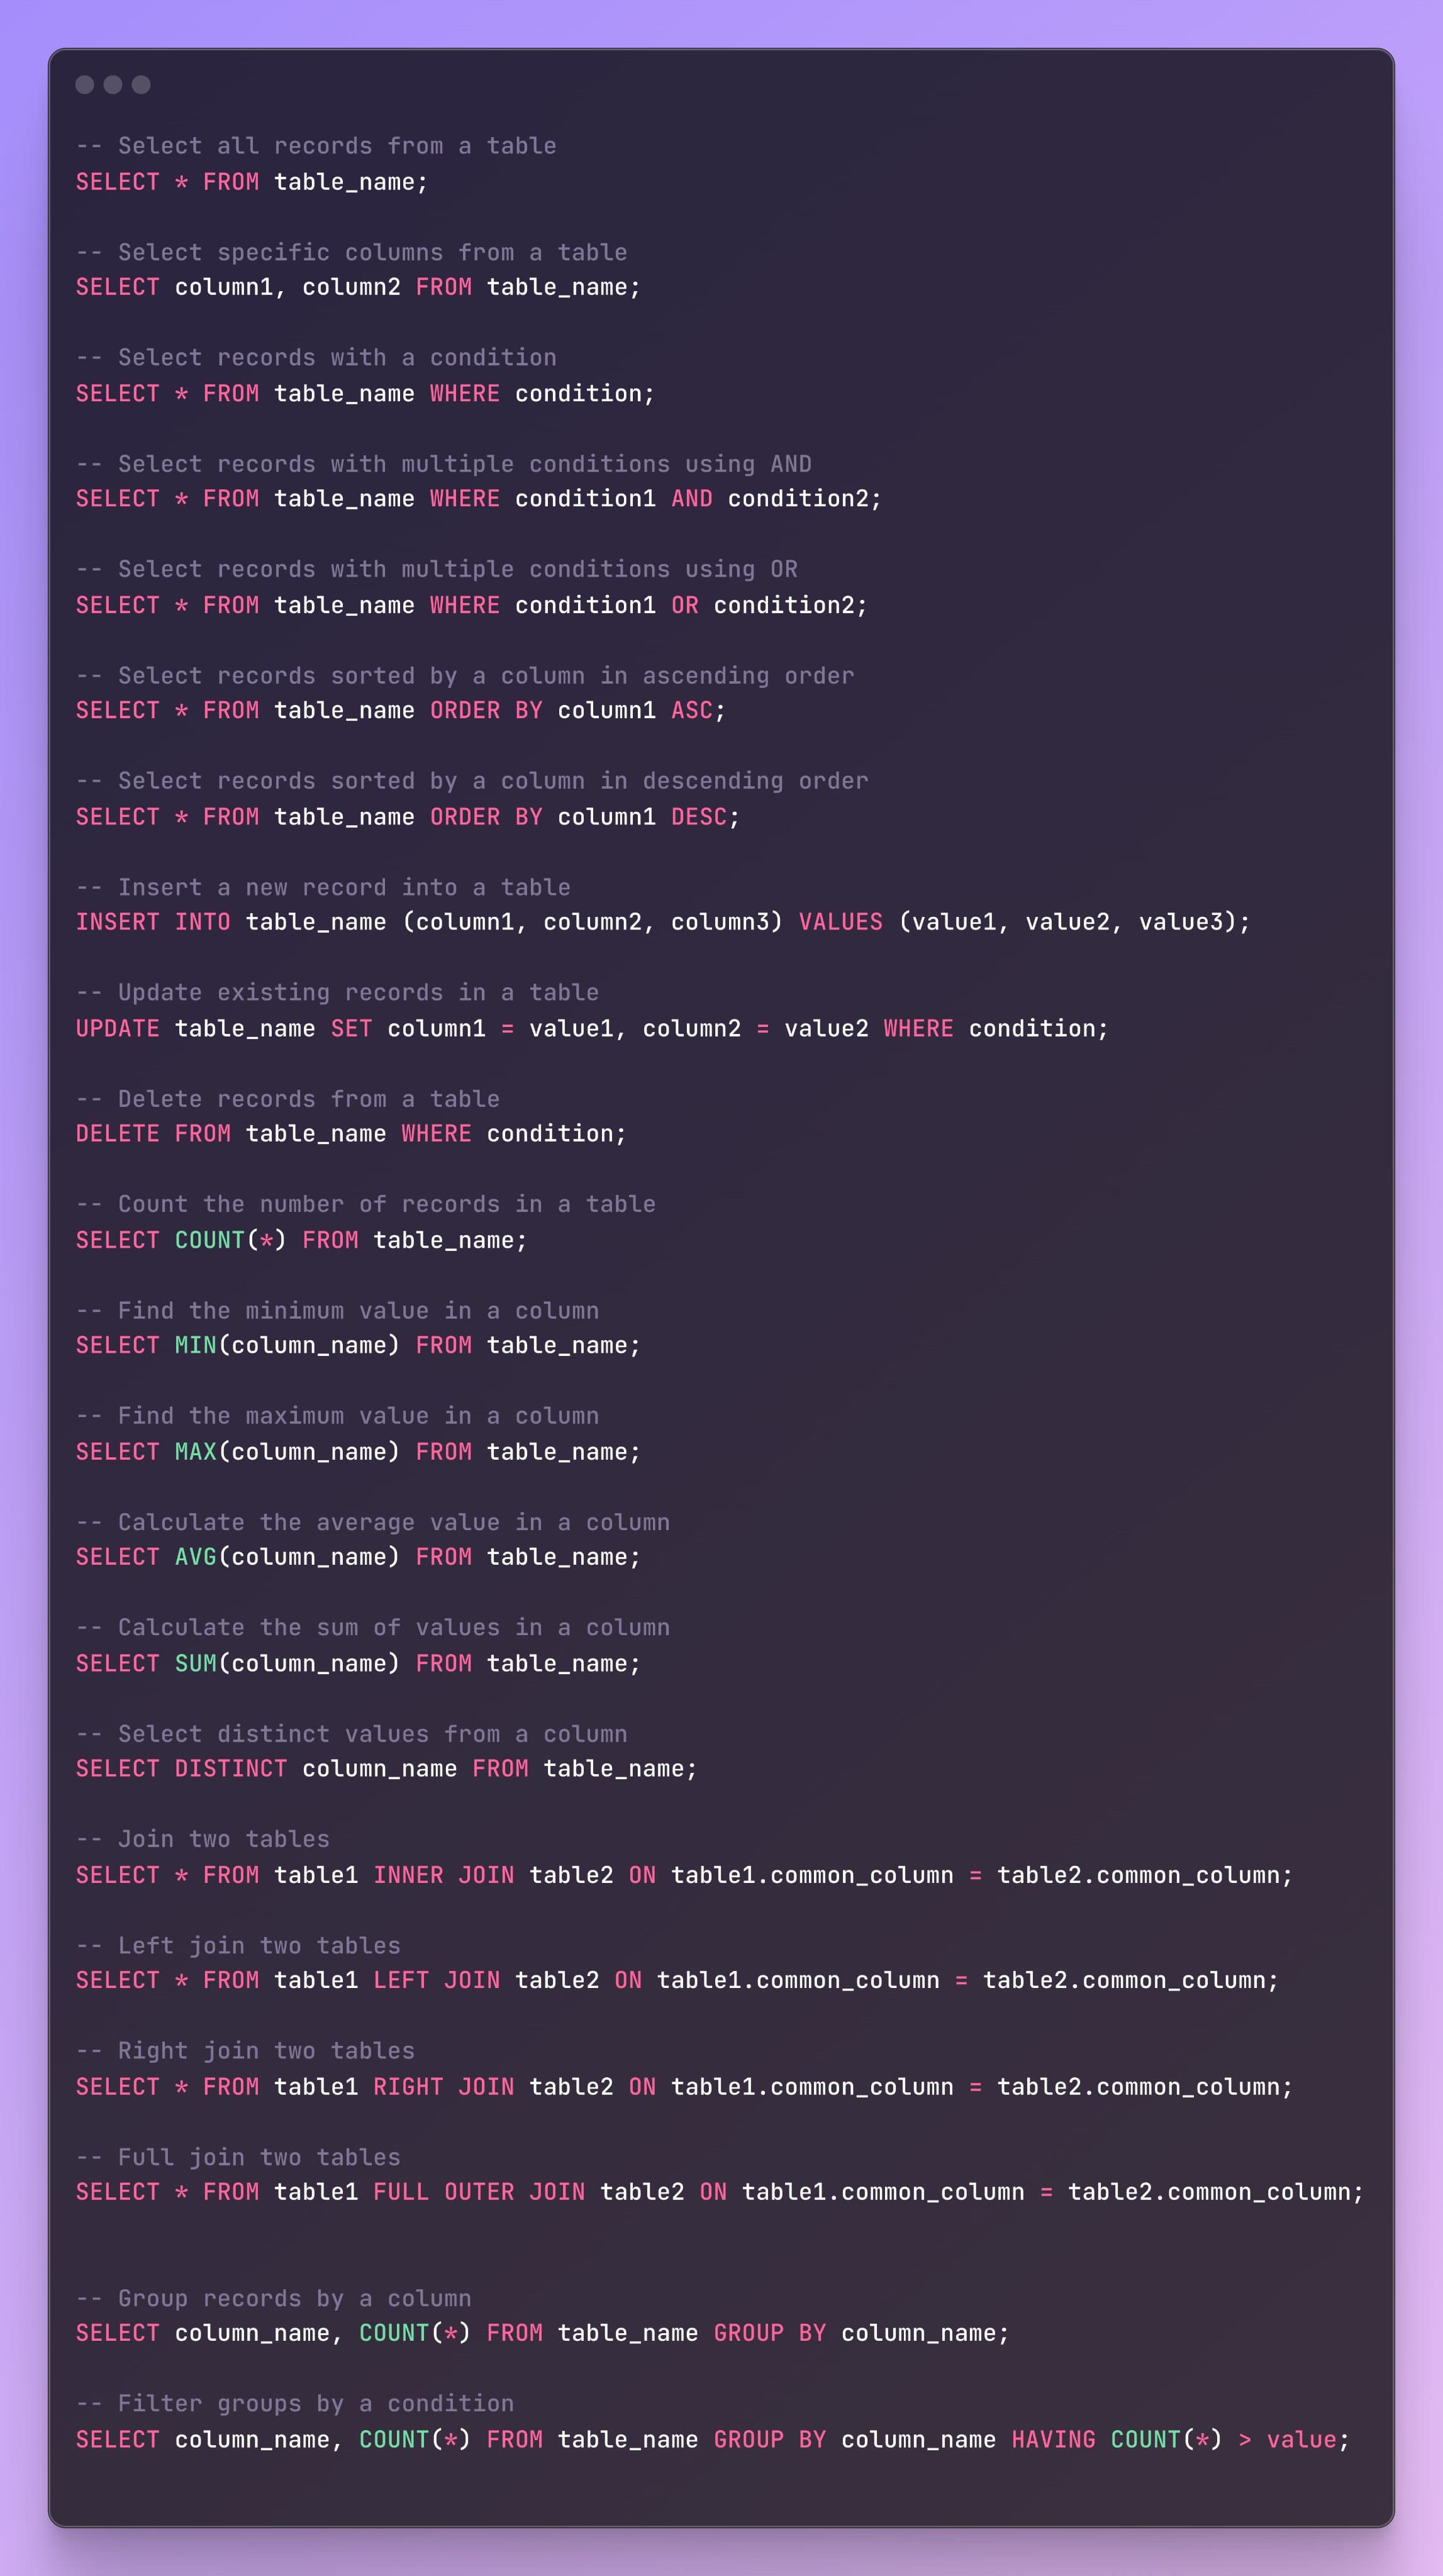 -- Select all records from a table
SELECT * FROM table_name;
-- Select specific columns from a table
SELECT column1, column2 FROM table_name;
-- Select records with a condition
SELECT * FROM table_name WHERE condition;
-- Select records with multiple conditions using AND
SELECT * FROM table_name WHERE condition1 AND condition2;
-- Select records with multiple conditions using OR
SELECT * FROM table_name WHERE condition1 OR condition2;
-- Select records sorted by a column in ascending order
SELECT * FROM table_name ORDER BY column1 ASC;
-- Select records sorted by a column in descending order
SELECT * FROM table_name ORDER BY column1 DESC;
-- Insert a new record into a table
INSERT INTO table_name (column1, column2, column3) VALUES (value1, value2, value3);
-- Update existing records in a table
UPDATE table_name SET column1 = value1, column2 = value2 WHERE condition;
-- Delete records from a table
DELETE FROM table_name WHERE condition;
-- Count the number of records in a table
SELECT COUNT(*) FROM table_name;
-- Find the minimum value in a column
SELECT MIN(column_name) FROM table_name;
-- Find the maximum value in a column
SELECT MAX(column_name) FROM table_name;
-- Calculate the average value in a column
SELECT AVG(column_name) FROM table_name;
-- Calculate the sum of values in a column
SELECT SUM(column_name) FROM table_name;
-- Select distinct values from a column
SELECT DISTINCT column_name FROM table_name;
-- Join two tables
SELECT * FROM table1 INNER JOIN table2 ON table1.common_column = table2.common_column;
-- Left join two tables
SELECT * FROM table1 LEFT JOIN table2 ON table1.common_column = table2.common_column;
-- Right join two tables
SELECT * FROM table1 RIGHT JOIN table2 ON table1.common_column = table2.common_column;
-- Full join two tables
SELECT * FROM table1 FULL OUTER JOIN table2 ON table1.common_column = table2.common_column;
-- Group records by a column
SELECT column_name, COUNT(*) FROM table_name GROUP BY column_name;
-- Filter groups by a condition
SELECT column_name, COUNT(*) FROM table_name GROUP BY column_name HAVING COUNT(*) > value;